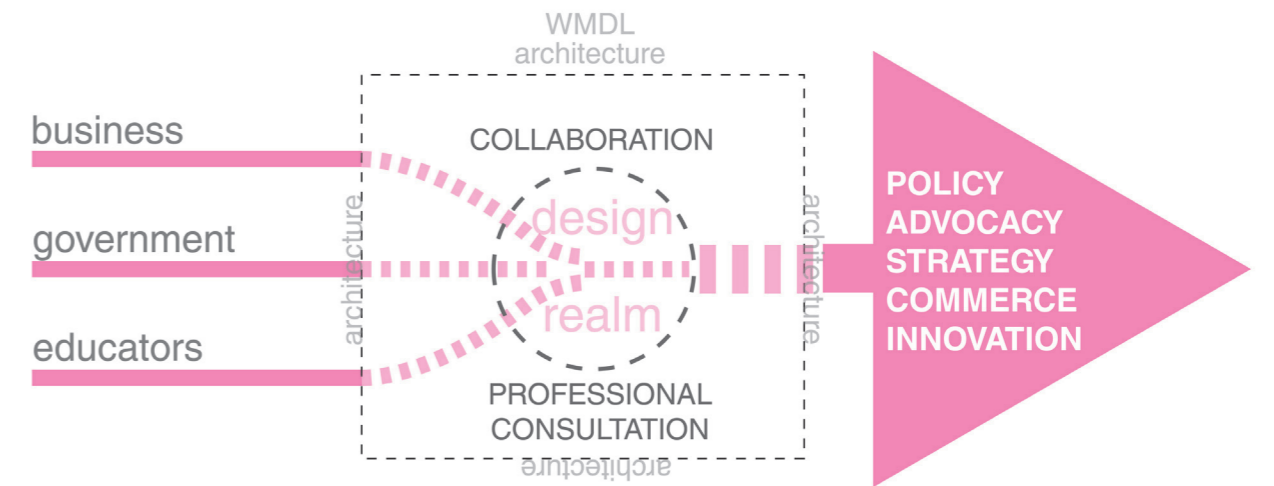 WMDL
architecture
business
COLLABORATION
design
architecture
architecture
government
realm
educators
PROFESSIONAL
CONSULTATION
architecture
POLICY
ADVOCACY
STRATEGY
COMMERCE
INNOVATION